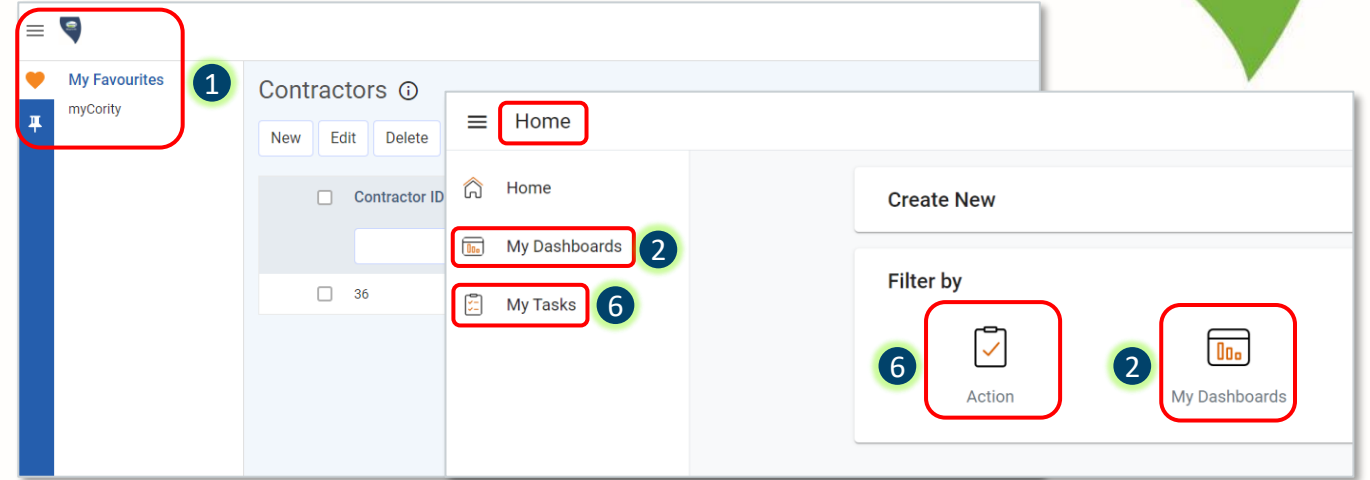 My Favourites
myCority
1
Contractors
New Edit Delete
Contractor ID
36
Home
Home
My Dashboards 2
My Tasks 6
Create New
Filter by
6 Action
2 My Dashboards